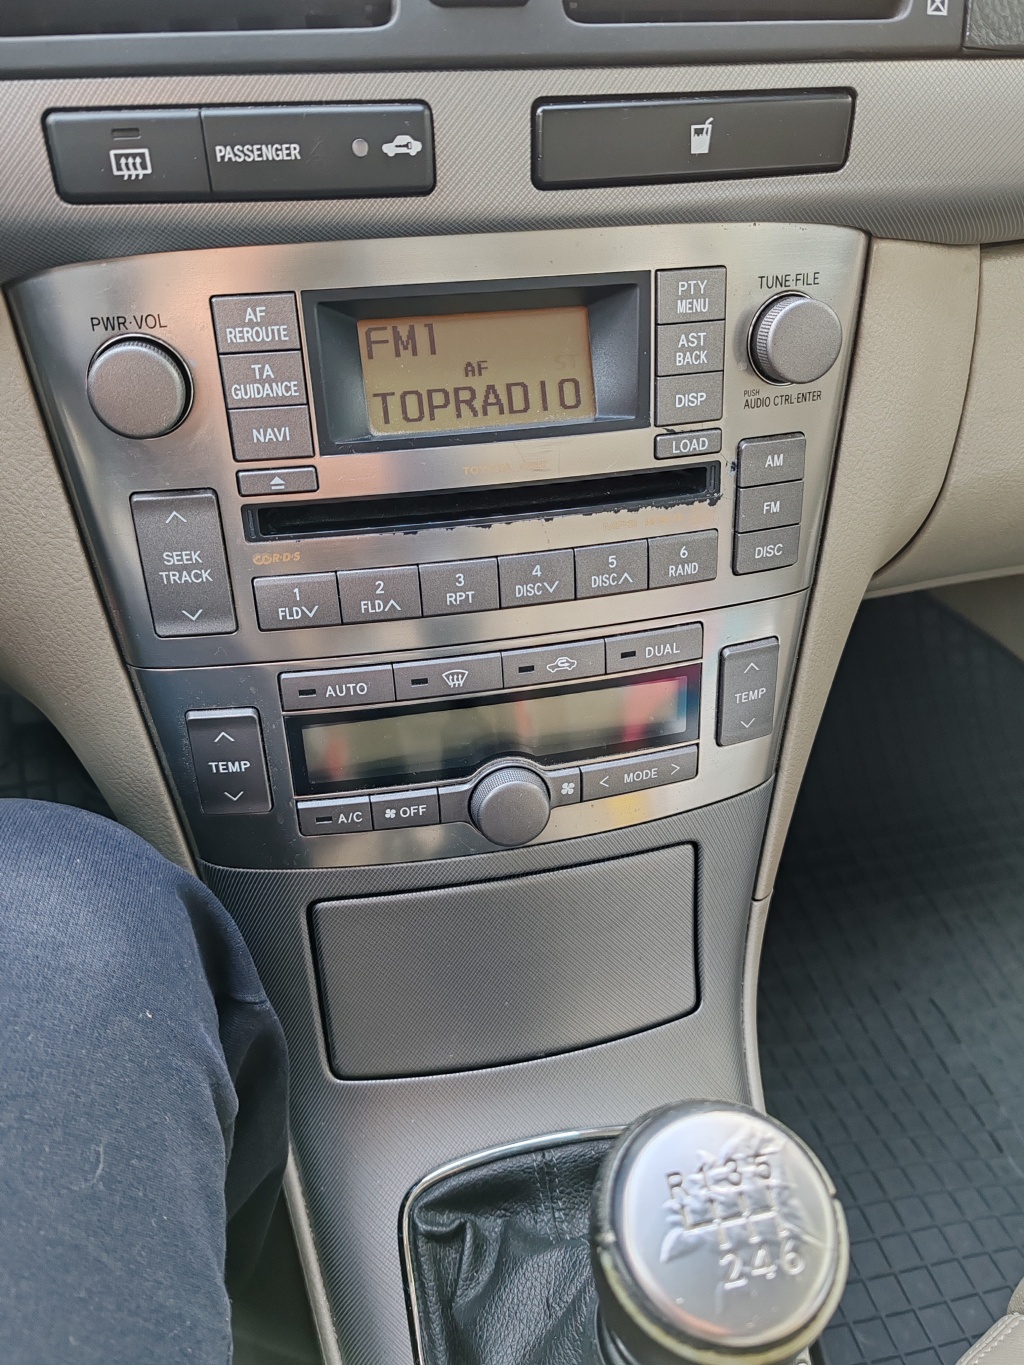 PASSENGER
PWR·VOL
AF
REROUTE
TA
GUIDANCE
NAVI
FM1
AF
ST
TOPRADIO
PTY
MENU
AST
BACK
DISP
LOAD
TUNE·FILE
PUSH
AUDIO CTRL·ENTER
AM
FM
DISC
SEEK
TRACK
R·D·S
1
FLD
2
FLD
3
RPT
4
DISC
5
DISC
6
RAND
AUTO
DUAL
TEMP
TEMP
A/C
OFF
< MODE >
R 1-3-5
2-4-6